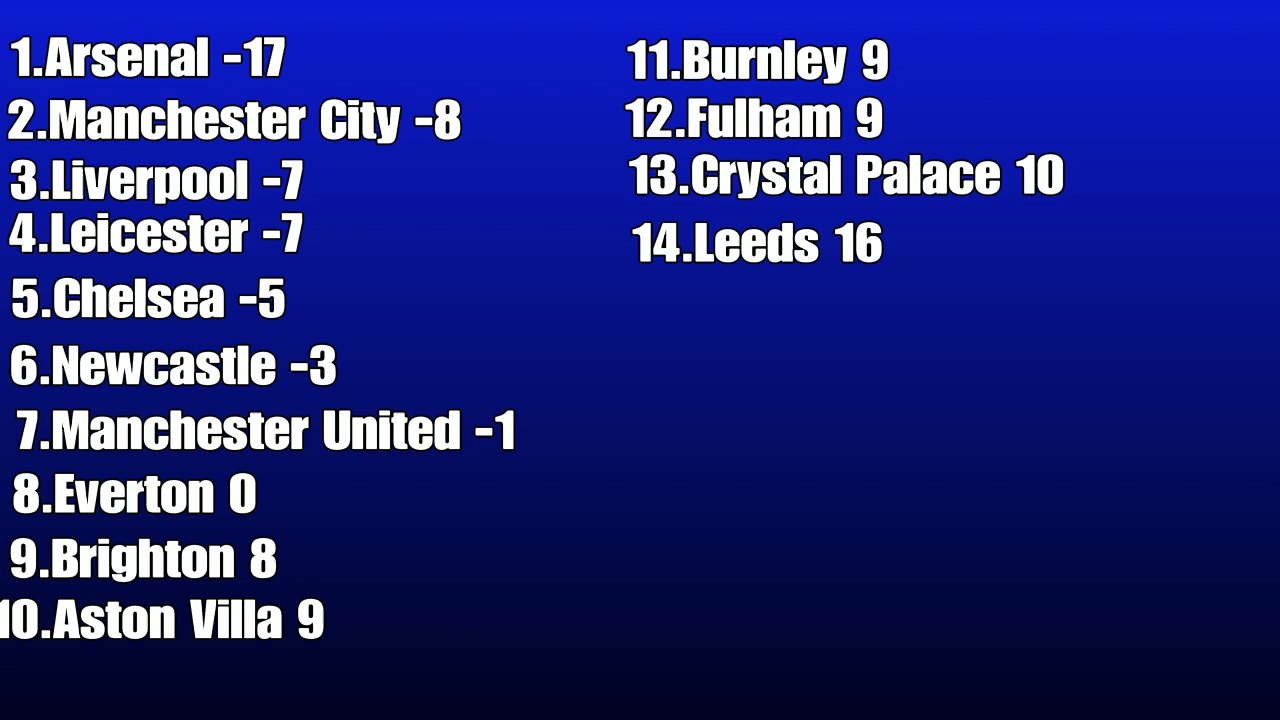 1.Arsenal -17
2.Manchester City -8
3.Liverpool -7
4.Leicester -7
5.Chelsea -5
6.Newcastle -3
7.Manchester United -1
8.Everton 0
9.Brighton 8
10.Aston Villa 9
11.Burnley 9
12.Fulham 9
13.Crystal Palace 10
14.Leeds 16